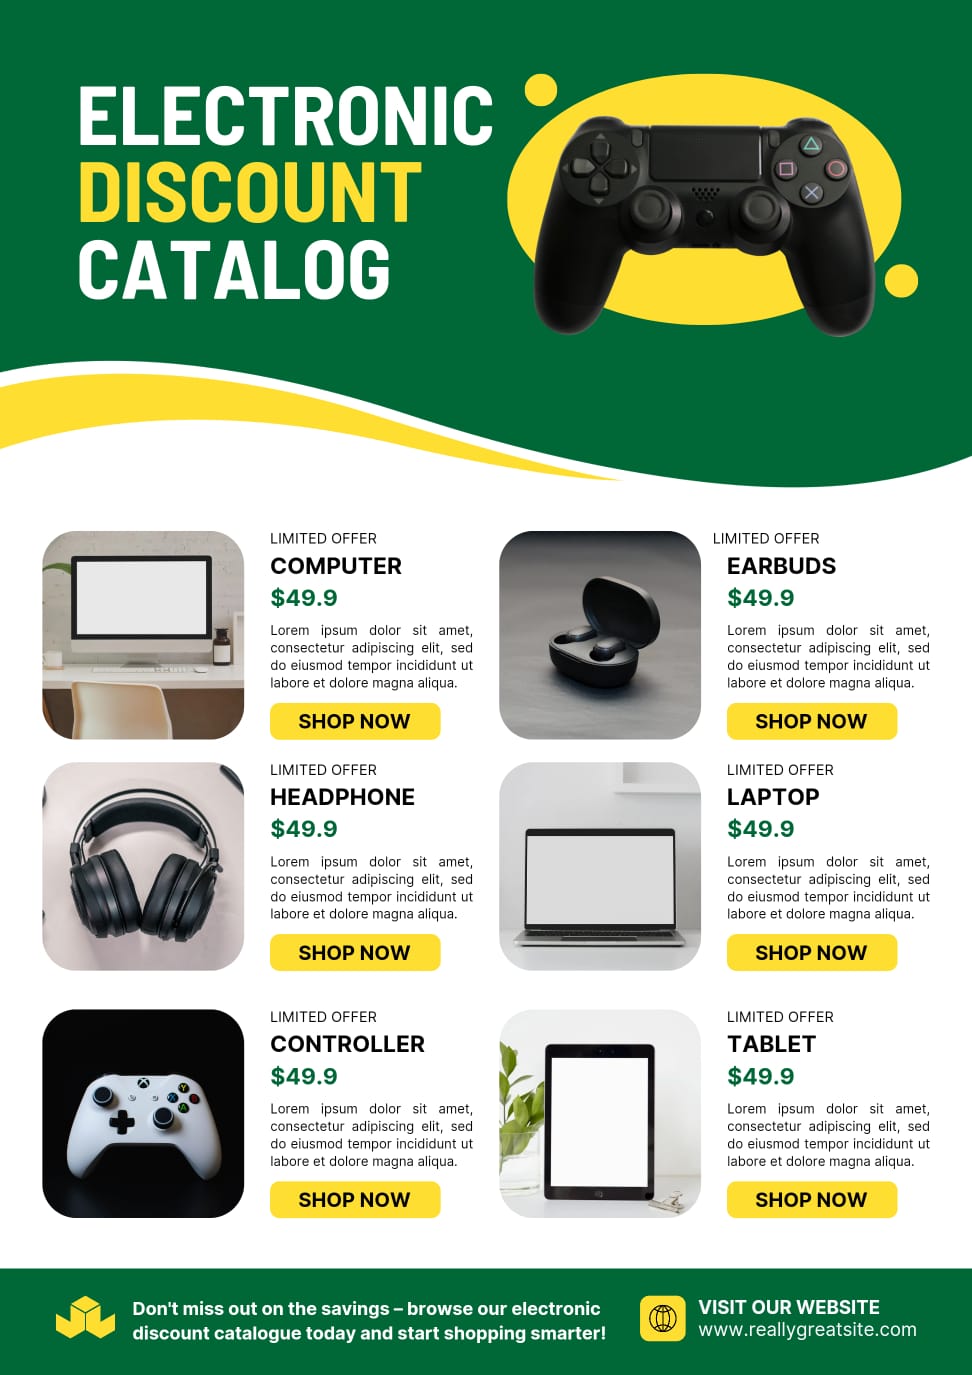 ELECTRONIC
DISCOUNT
CATALOG
LIMITED OFFER
COMPUTER
$49.9
Lorem ipsum dolor sit amet,
consectetur adipiscing elit, sed
do eiusmod tempor incididunt ut
labore et dolore magna aliqua.
SHOP NOW
LIMITED OFFER
EARBUDS
$49.9
Lorem ipsum dolor sit amet,
consectetur adipiscing elit, sed
do eiusmod tempor incididunt ut
labore et dolore magna aliqua.
SHOP NOW
LIMITED OFFER
HEADPHONE
$49.9
Lorem ipsum dolor sit amet,
consectetur adipiscing elit, sed
do eiusmod tempor incididunt ut
labore et dolore magna aliqua.
SHOP NOW
LIMITED OFFER
LAPTOP
$49.9
Lorem ipsum dolor sit amet,
consectetur adipiscing elit, sed
do eiusmod tempor incididunt ut
labore et dolore magna aliqua.
SHOP NOW
LIMITED OFFER
CONTROLLER
$49.9
Lorem ipsum dolor sit amet,
consectetur adipiscing elit, sed
do eiusmod tempor incididunt ut
labore et dolore magna aliqua.
SHOP NOW
LIMITED OFFER
TABLET
$49.9
Lorem ipsum dolor sit amet,
consectetur adipiscing elit, sed
do eiusmod tempor incididunt ut
labore et dolore magna aliqua.
SHOP NOW
Don't miss out on the savings – browse our electronic
discount catalogue today and start shopping smarter!
VISIT OUR WEBSITE
www.reallygreatsite.com